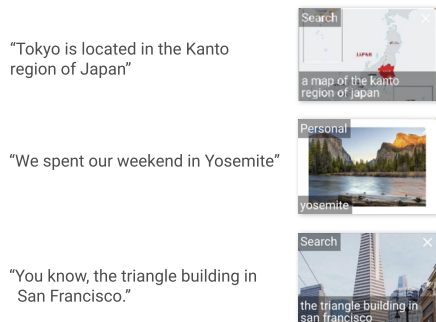 “Tokyo is located in the Kanto
region of Japan”
Search
JAPAN
a map of the kanto
region of japan
“We spent our weekend in Yosemite”
Personal
yosemite
“You know, the triangle building in
San Francisco.”
Search
the triangle building in
san francisco